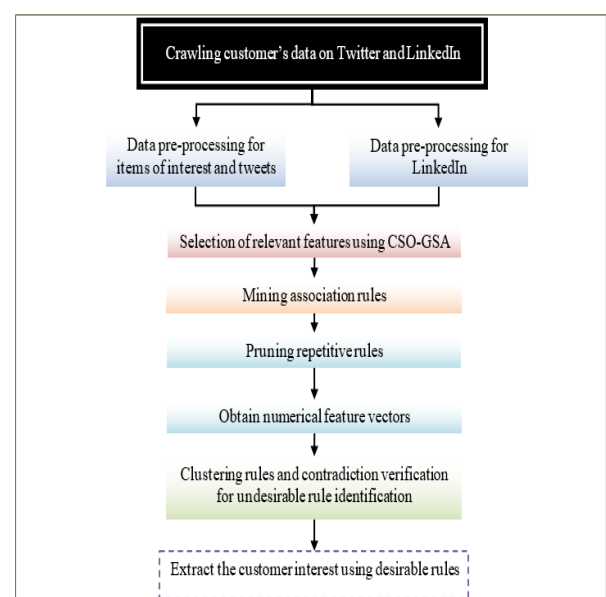 Crawling customer's data on Twitter and LinkedIn
Data pre-processing for
items of interest and tweets
Data pre-processing for
LinkedIn
Selection of relevant features using CSO-GSA
Mining association rules
Pruning repetitive rules
Obtain numerical feature vectors
Clustering rules and contradiction verification
for undesirable rule identification
Extract the customer interest using desirable rules